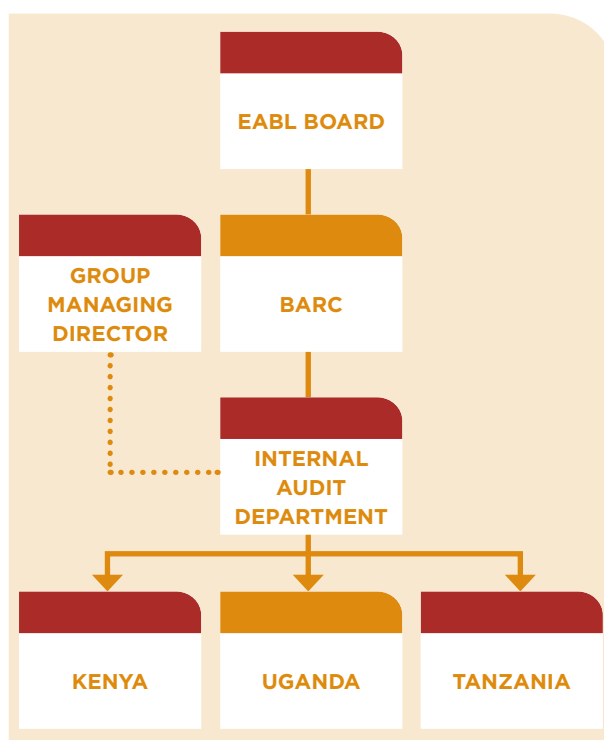 EABL BOARD
GROUP
MANAGING
DIRECTOR
BARC
INTERNAL
AUDIT
DEPARTMENT
KENYA
UGANDA
TANZANIA